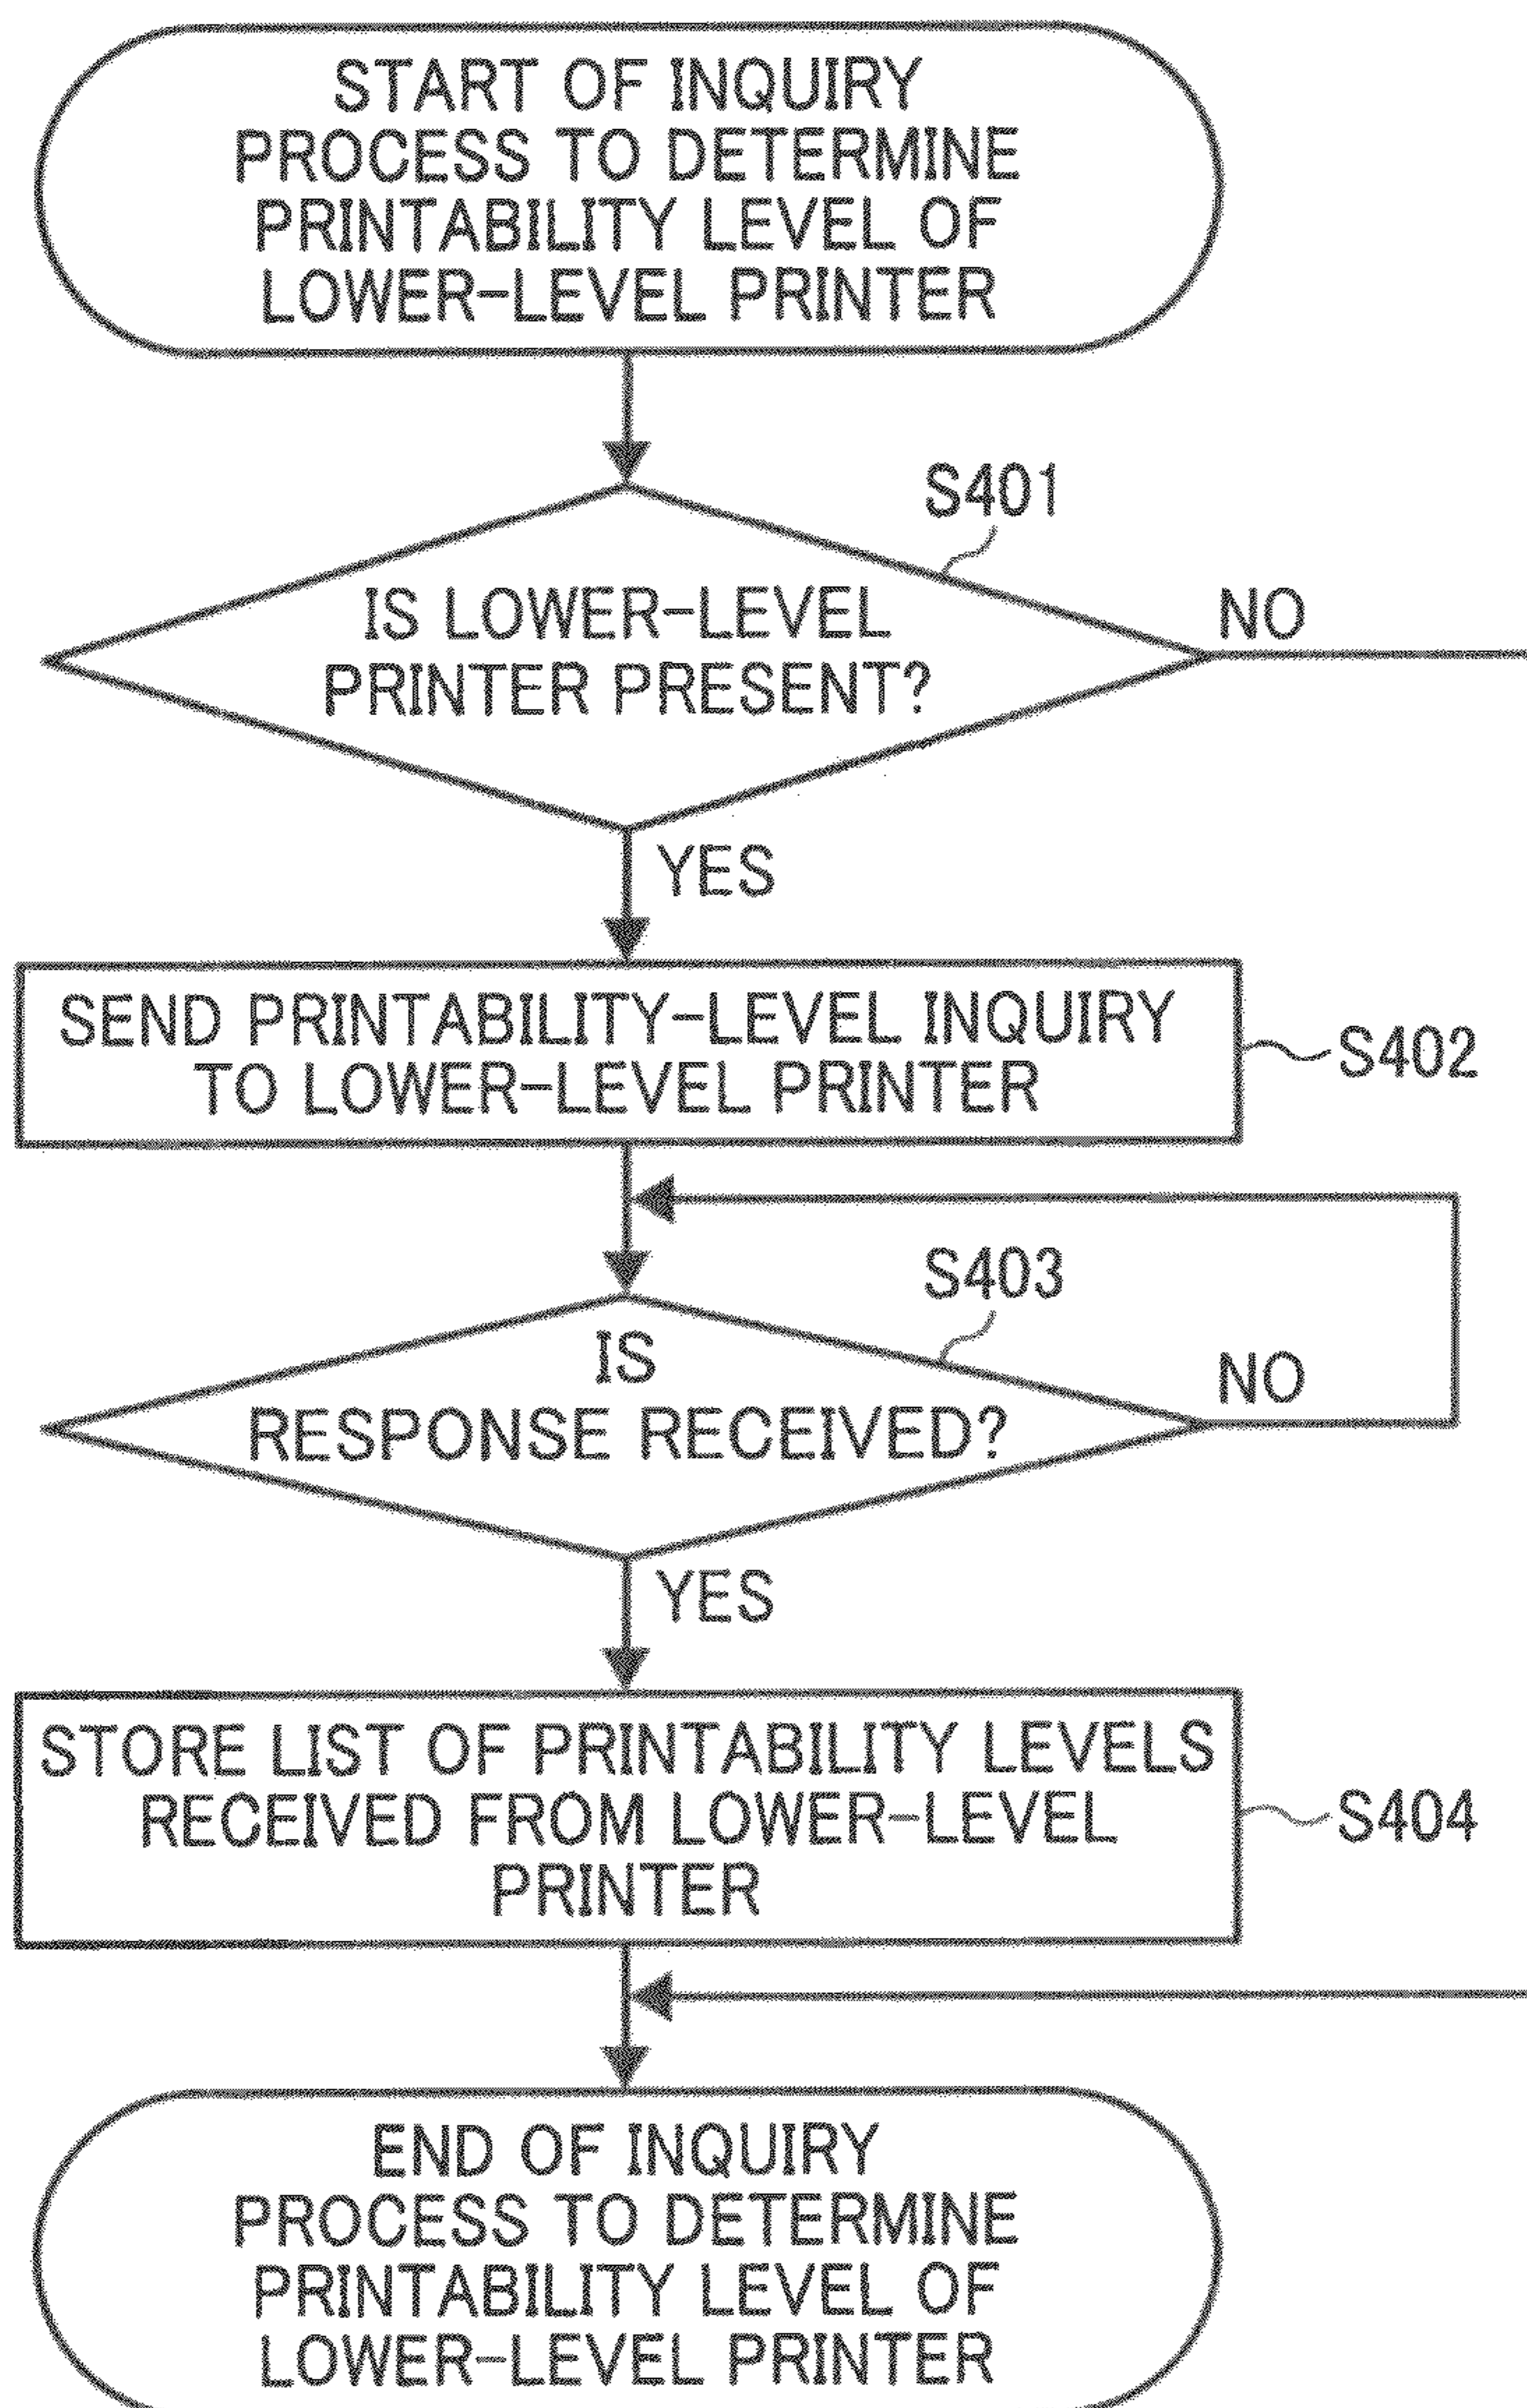 START OF INQUIRY
PROCESS TO DETERMINE
PRINTABILITY LEVEL OF
LOWER-LEVEL PRINTER
S401
IS LOWER-LEVEL
PRINTER PRESENT?
NO
YES
SEND PRINTABILITY-LEVEL INQUIRY
TO LOWER-LEVEL PRINTER
S402
S403
IS
RESPONSE RECEIVED?
NO
YES
STORE LIST OF PRINTABILITY LEVELS
RECEIVED FROM LOWER-LEVEL
PRINTER
S404
END OF INQUIRY
PROCESS TO DETERMINE
PRINTABILITY LEVEL OF
LOWER-LEVEL PRINTER